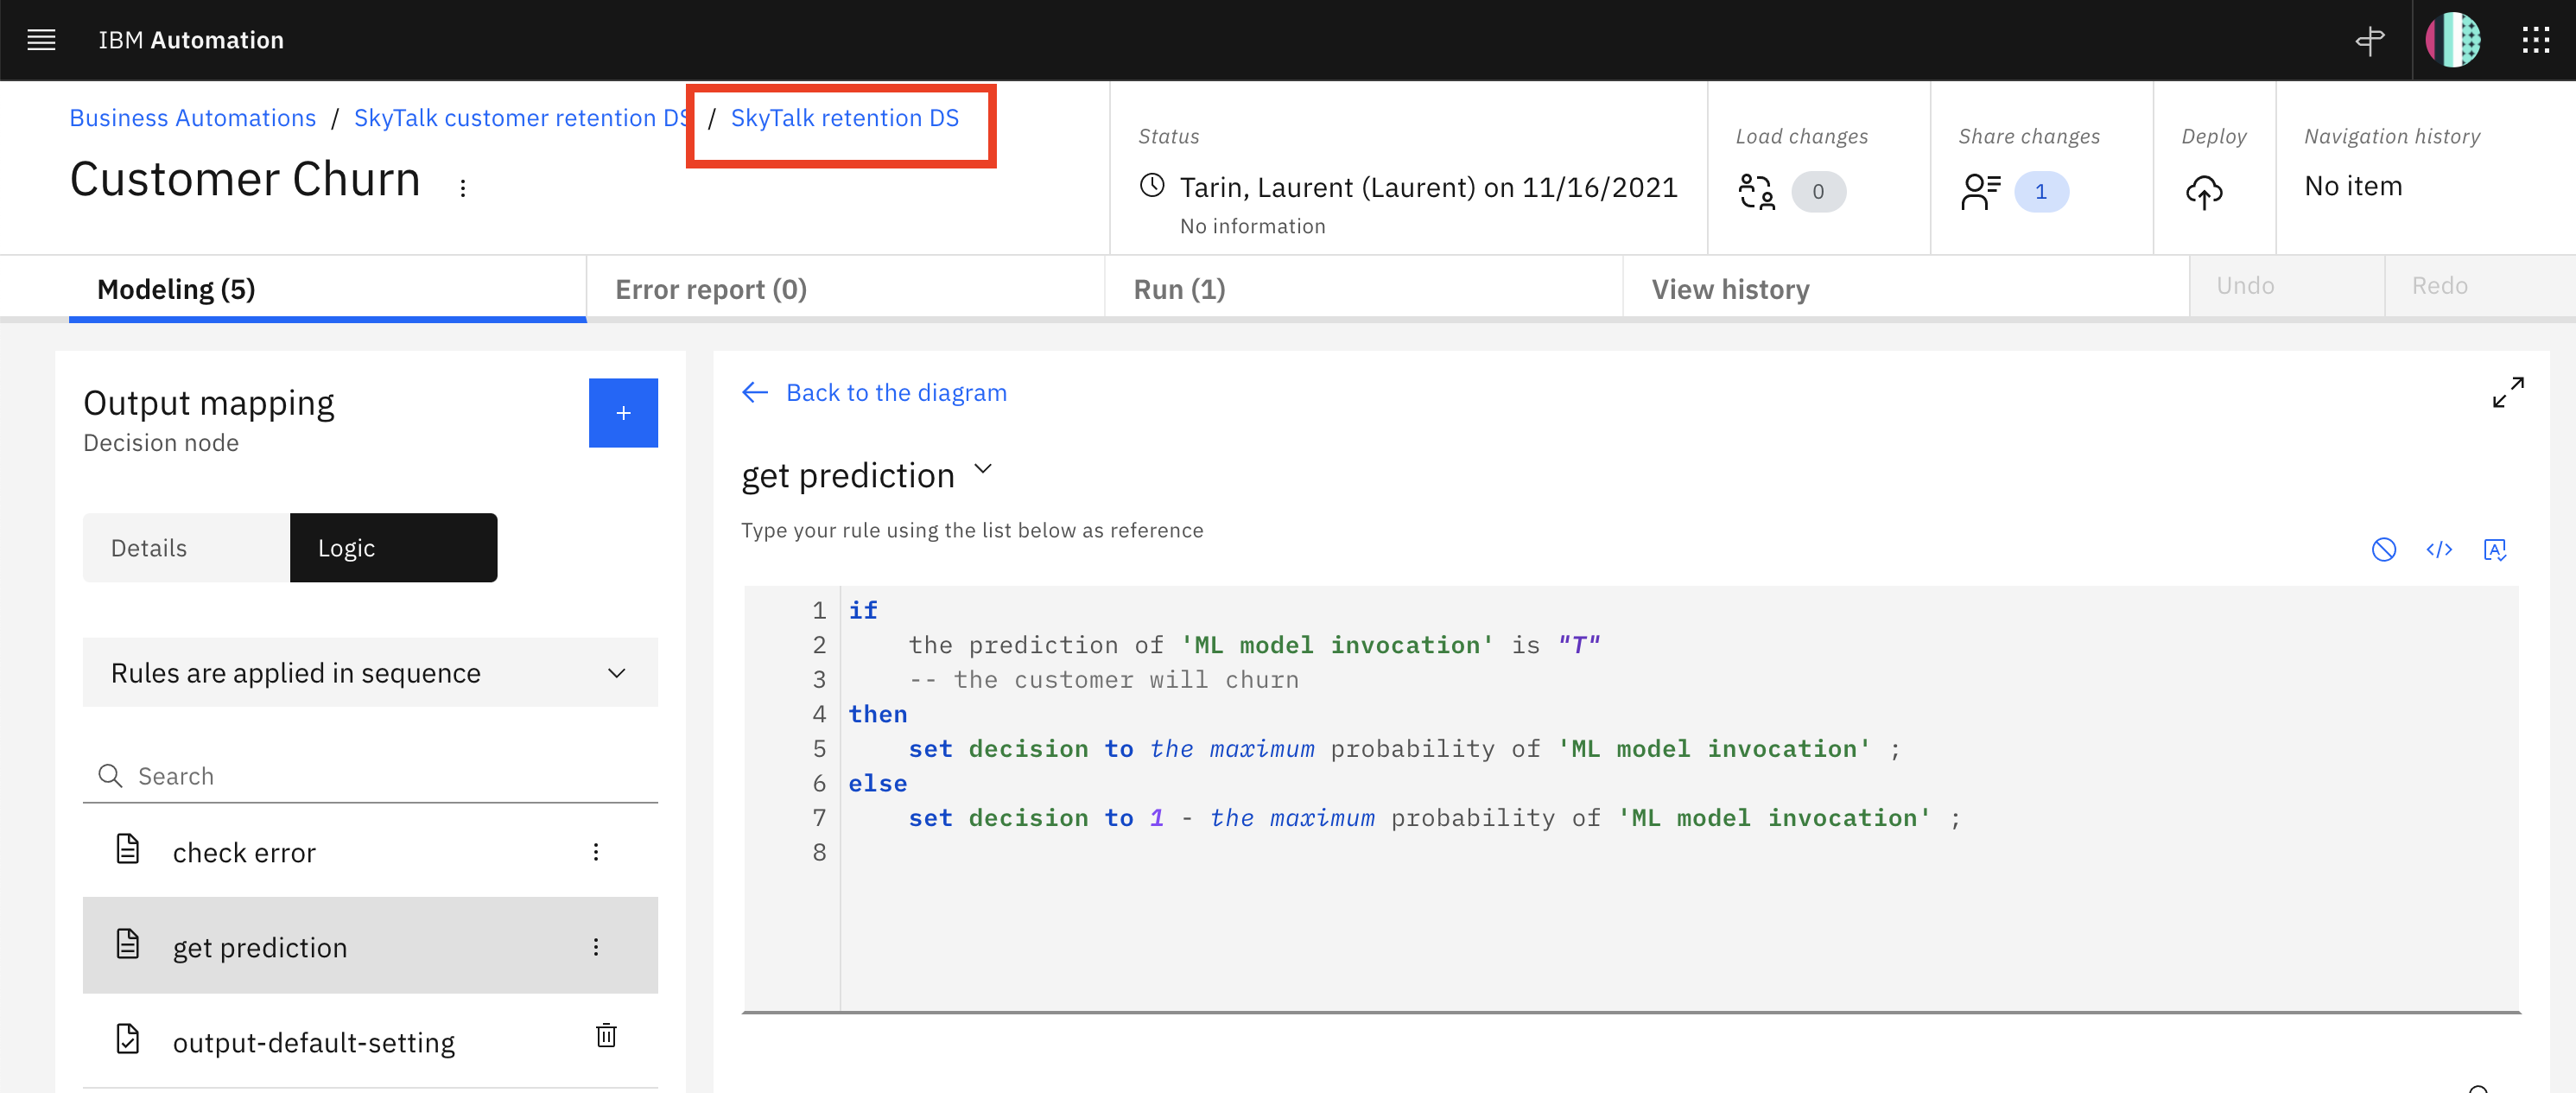 IBM Automation
Business Automations / SkyTalk customer retention DS / SkyTalk retention DS
Customer Churn
Status
Tarin, Laurent (Laurent) on 11/16/2021
No information
Load changes
0
Share changes
1
Deploy
Navigation history
No item
Modeling (5)
Error report (0)
Run (1)
View history
Undo
Redo
Output mapping
Decision node
+
Details
Logic
Rules are applied in sequence
Search
check error
get prediction
output-default-setting
← Back to the diagram
get prediction
Type your rule using the list below as reference
1 if
2 the prediction of 'ML model invocation' is "T"
3 -- the customer will churn
4 then
5 set decision to the maximum probability of 'ML model invocation' ;
6 else
7 set decision to 1 - the maximum probability of 'ML model invocation' ;
8